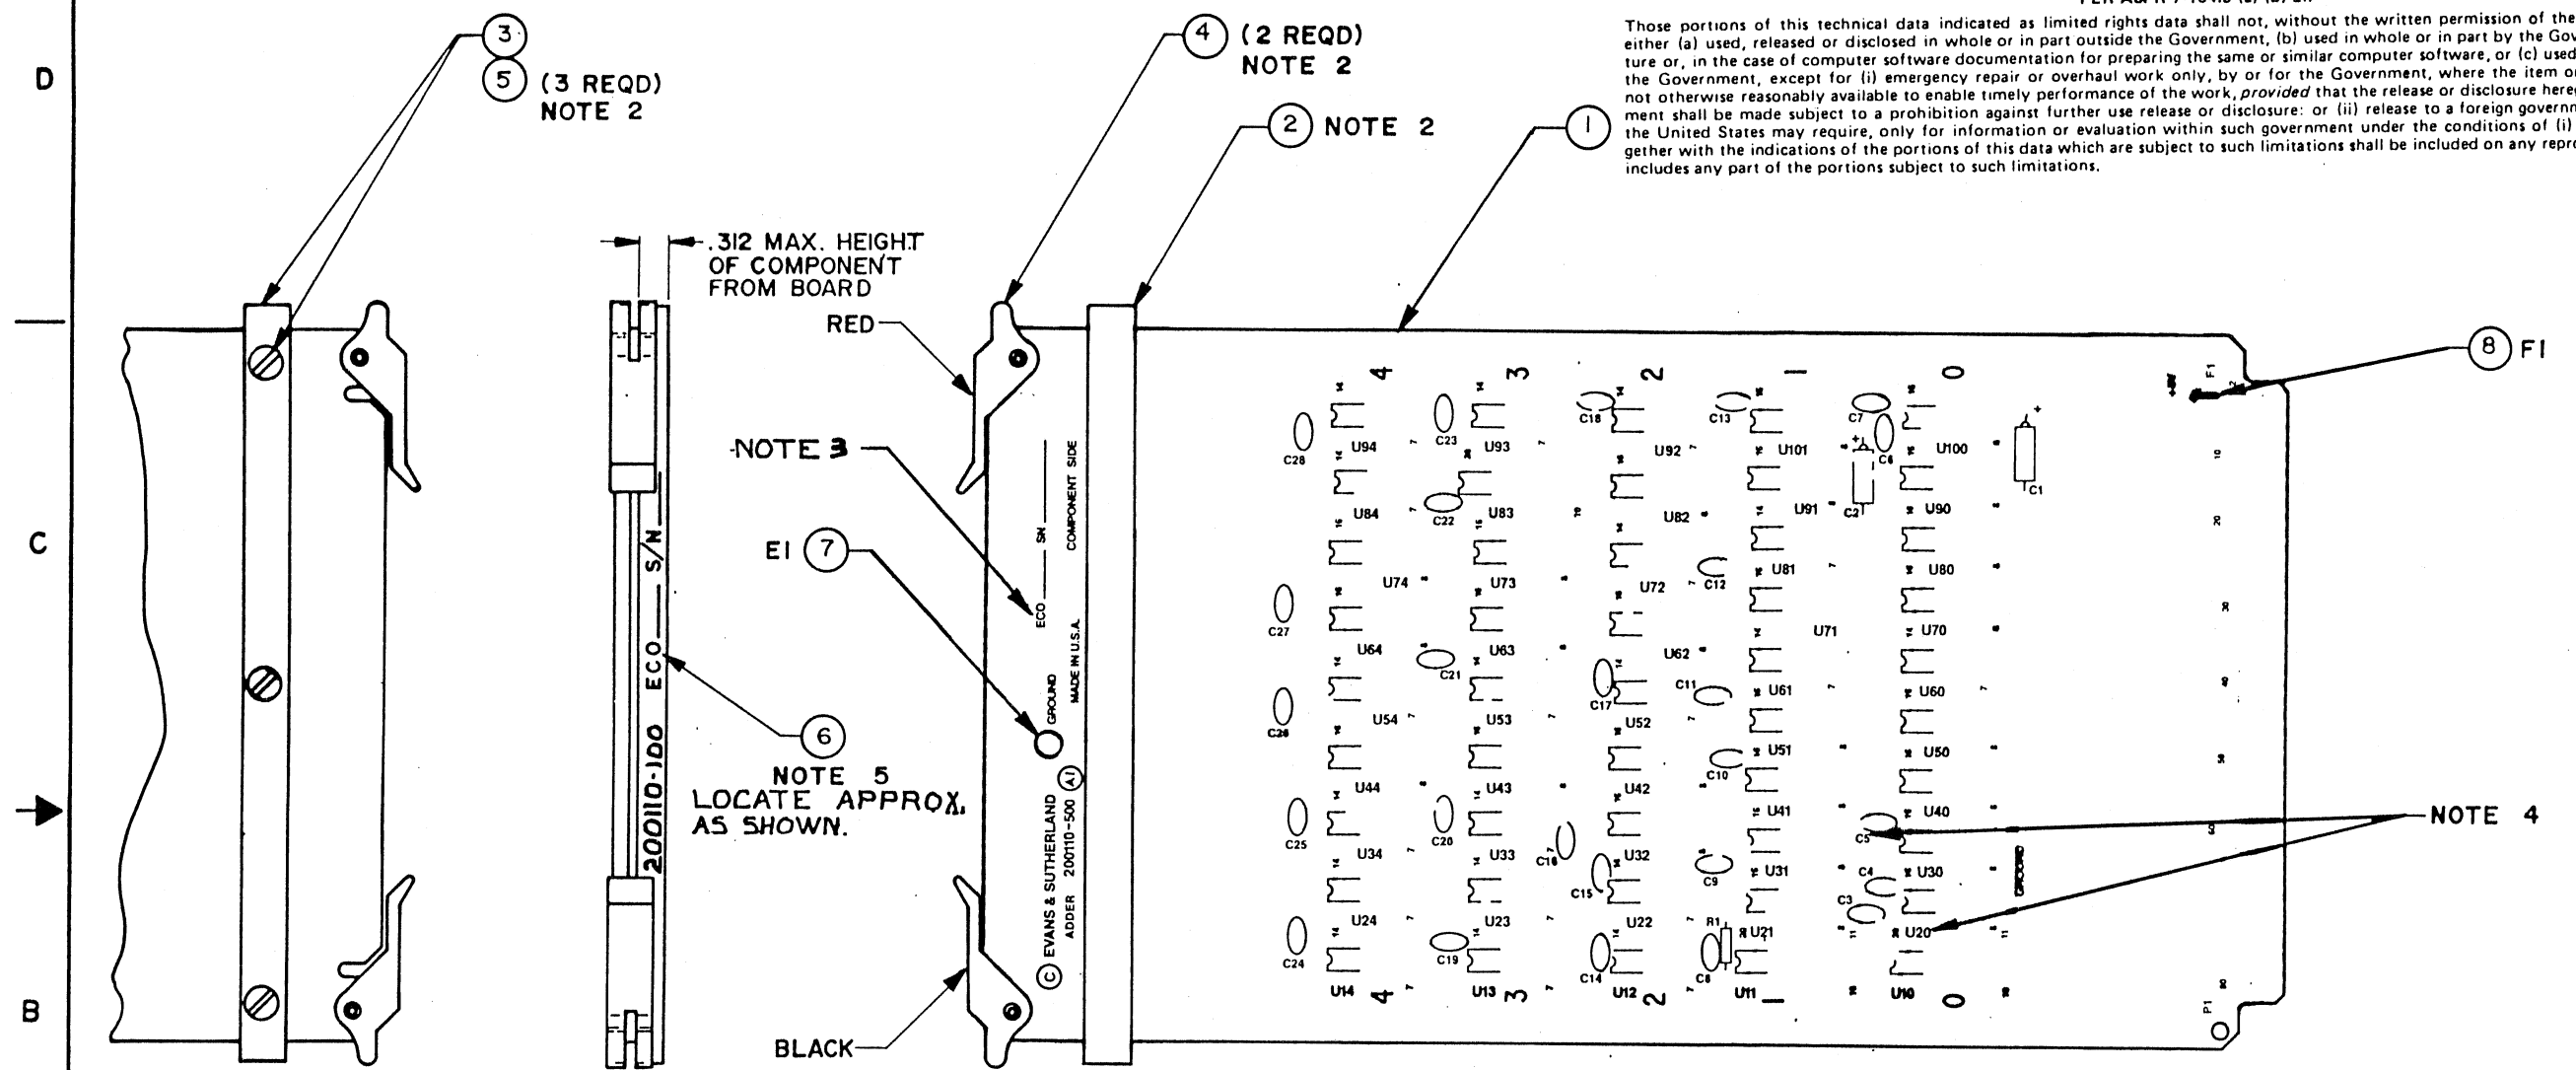 Those portions of this technical data indicated as limited rights data shall not, without the written permission of the
either (a) used, released or disclosed in whole or in part outside the Government, (b) used in whole or in part by the Gov
ture or, in the case of computer software documentation for preparing the same or similar computer software, or (c) used
the Government, except for (i) emergency repair or overhaul work only, by or for the Government, where the item o
not otherwise reasonably available to enable timely performance of the work, provided that the release or disclosure here
ment shall be made subject to a prohibition against further use release or disclosure: or (ii) release to a foreign governm
the United States may require, only for information or evaluation within such government under the conditions of (i)
gether with the indications of the portions of this data which are subject to such limitations shall be included on any repro
includes any part of the portions subject to such limitations.
D
3
5 (3 REQD)
NOTE 2
4 (2 REQD)
NOTE 2
2 NOTE 2
1
.312 MAX. HEIGHT
OF COMPONENT
FROM BOARD
RED
8 F1
NOTE 3
C
E1 7
6
NOTE 5
LOCATE APPROX.
AS SHOWN.
200110-100 ECO S/N
ECO SN
COMPONENT SIDE
GROUND
MADE IN U.S.A.
© EVANS & SUTHERLAND
ADDER 200110-500 A1
NOTE 4
B
BLACK
4 3 2 1 0
F1
C28 C23 C18 C13 C7
U94 U93 U92 U101 C6 U100
C1
U84 C22 U83 U82 U91 C2 U90
U74 U73 U72 C12 U81 U80
C27
U64 C21 U63 U62 U71 U70
C26 U54 U53 C17 U52 C11 U61 U60
C10 U51 U50
U44 U43 U42 U41 U40
C25 C20 C5
U34 U33 C16 U32 C9 U31 C4 U30
C15 C3
GROUND
U24 U23 U22 R1 U21 U20
C24 C19 C14 C8
U14 4 U13 3 U12 2 U11 1 U10 0
10
20
30
40
50
60
80
P1